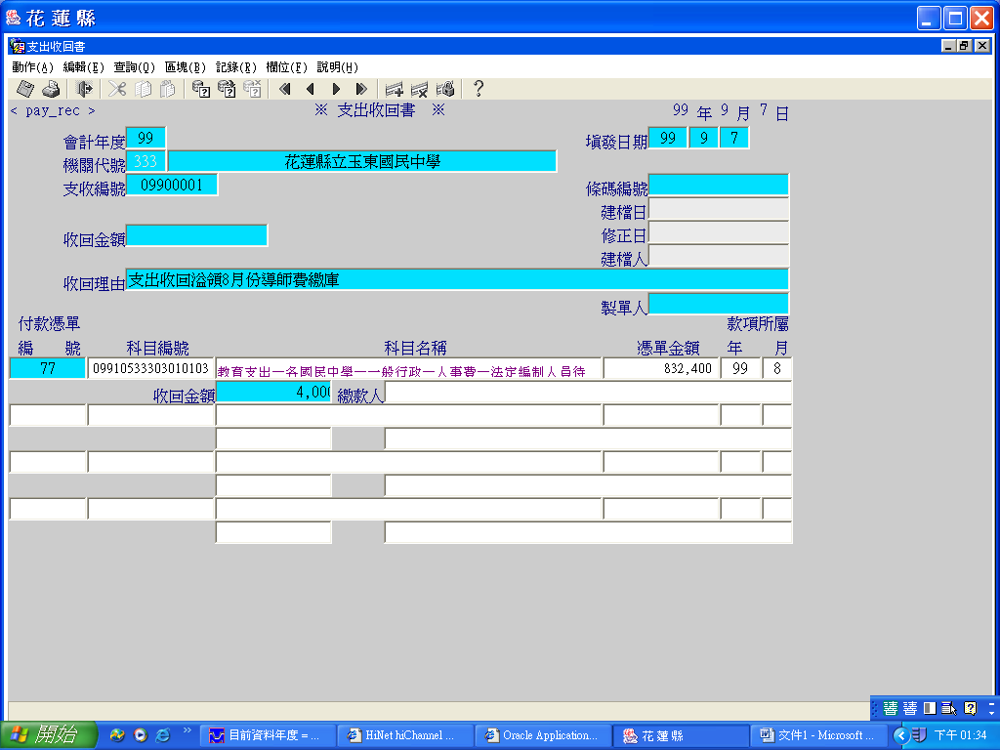 花 蓮 縣
支出收回書
動作(A) 編輯(E) 查詢(Q) 區塊(B) 記錄(R) 欄位(F) 說明(H)
< pay_rec > ※ 支出收回書 ※ 99 年 9 月 7 日
會計年度 99 填發日期 99 9 7
機關代號 333 花蓮縣立玉東國民中學
支收編號 09900001 條碼編號
建檔日
收回金額 修正日
建檔人
收回理由 支出收回溢領8月份導師費繳庫
製單人
付款憑單 款項所屬
編 號 科目編號 科目名稱 憑單金額 年 月
77 09910533303010103 教育支出－各國民中學－一般行政－人事費－法定編制人員待 832,400 99 8
收回金額 4,000 繳款人
開始 目前資料年度 =... HiNet hiChannel ... Oracle Application... 花 蓮 縣 文件1 - Microsoft ... 下午 01:34